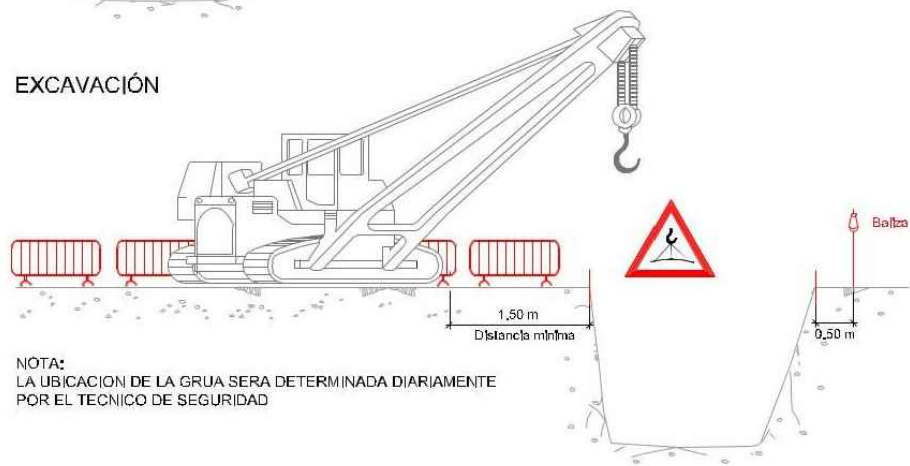 EXCAVACIÓN
Baliza
1,50 m
Distancia mínima
0,50 m
NOTA:
LA UBICACION DE LA GRUA SERA DETERMINADA DIARIAMENTE
POR EL TECNICO DE SEGURIDAD